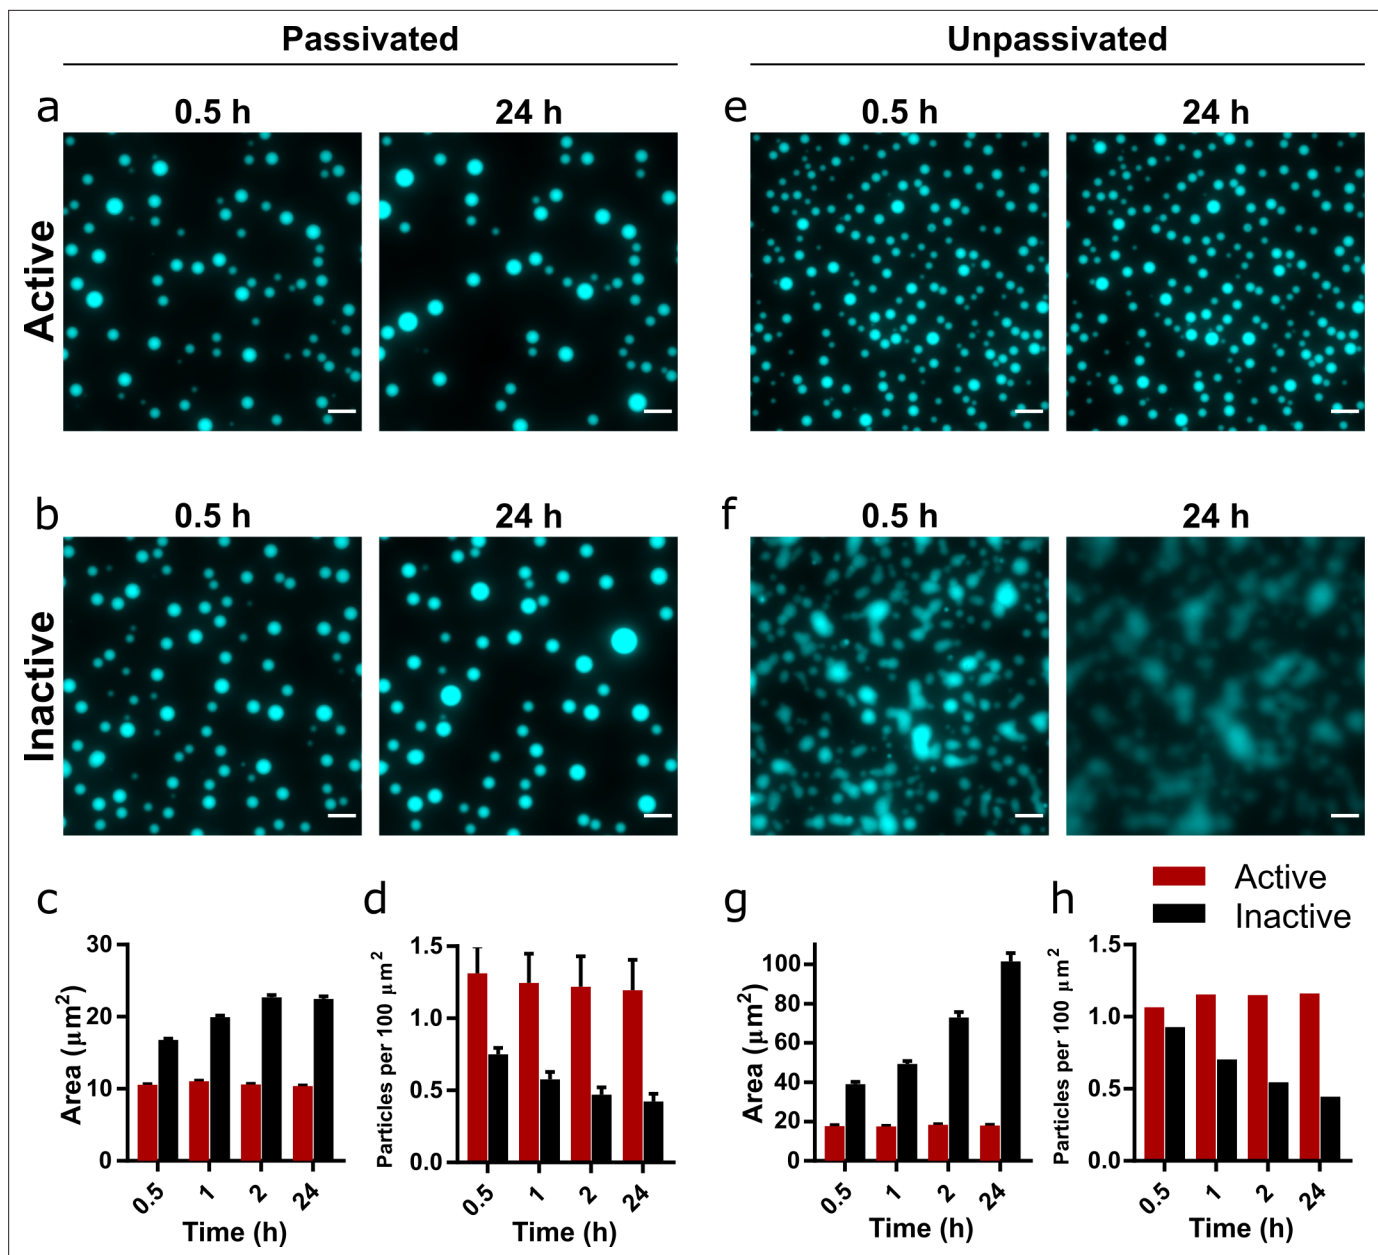 Passivated
Unpassivated
a
0.5 h
24 h
e
0.5 h
24 h
Active
b
0.5 h
24 h
f
0.5 h
24 h
Inactive
Active
Inactive
c
Area (μm²)
30
20
10
0
0.5
1
2
24
Time (h)
d
Particles per 100 μm²
1.5
1.0
0.5
0.0
0.5
1
2
24
Time (h)
g
Area (μm²)
100
80
60
40
20
0
0.5
1
2
24
Time (h)
h
Particles per 100 μm²
1.5
1.0
0.5
0.0
0.5
1
2
24
Time (h)